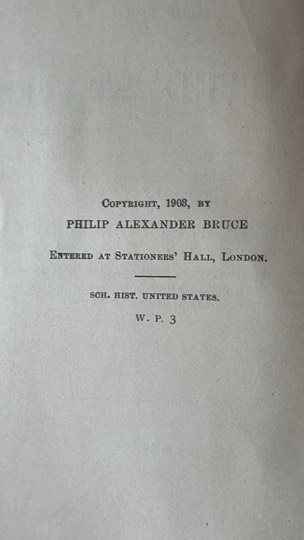 COPYRIGHT, 1903, BY
PHILIP ALEXANDER BRUCE
ENTERED AT STATIONERS' HALL, LONDON.
SCH. HIST. UNITED STATES.
W. P. 3